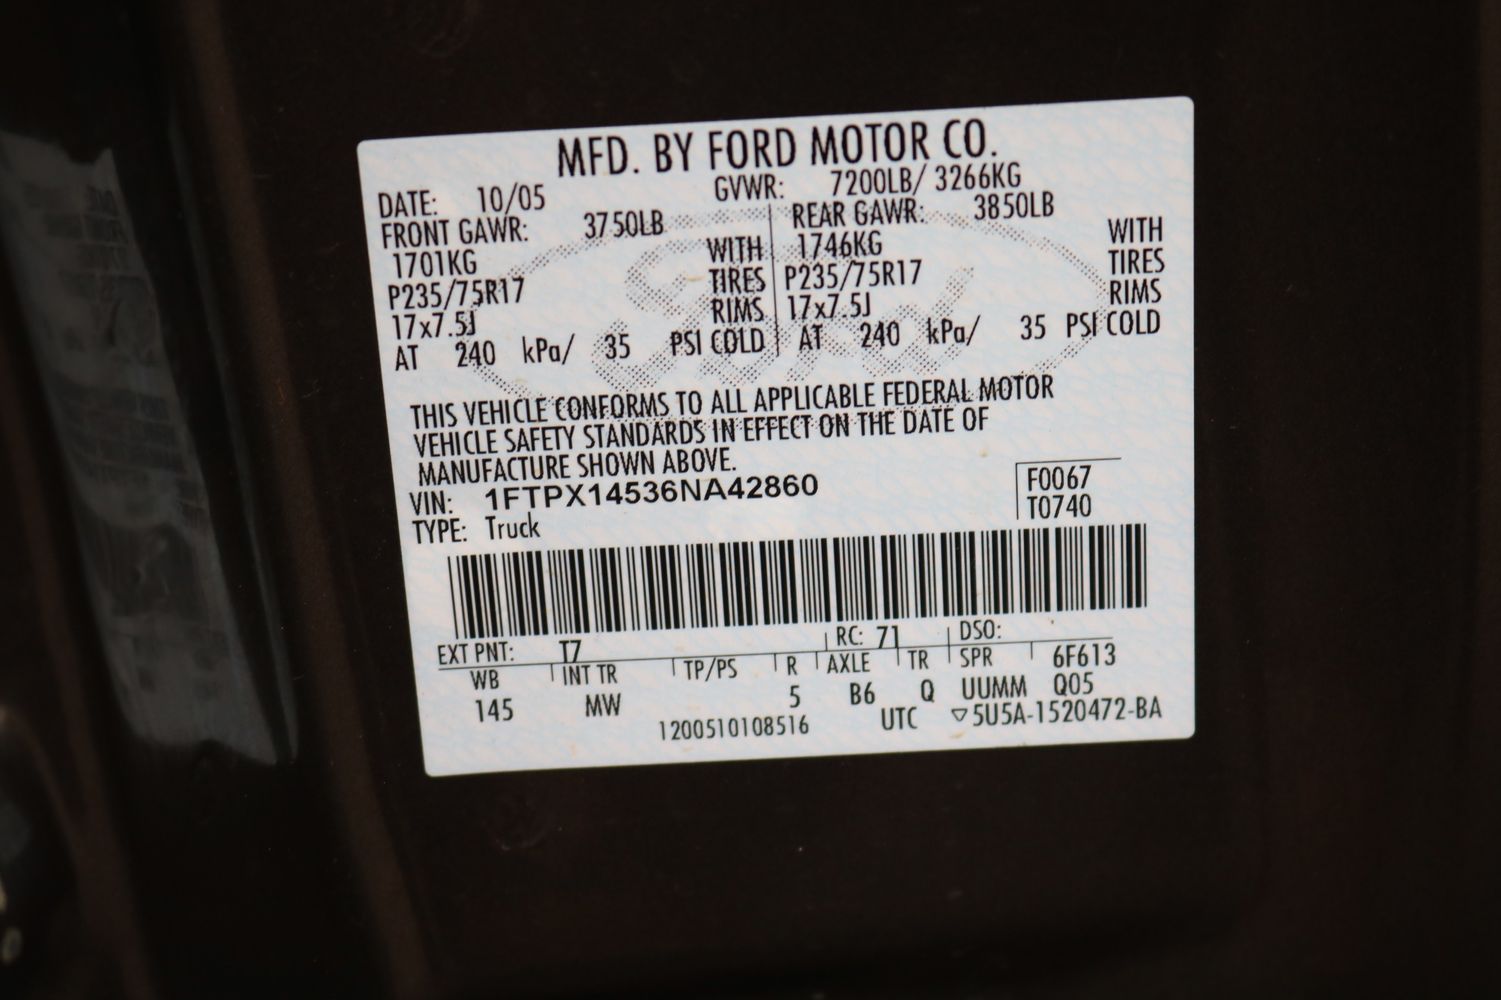 MFD. BY FORD MOTOR CO.
DATE: 10/05 GVWR: 7200LB/ 3266KG
FRONT GAWR: 3750LB REAR GAWR: 3850LB
1701KG WITH 1746KG WITH
P235/75R17 TIRES P235/75R17 TIRES
17x7.5J RIMS 17x7.5J RIMS
AT 240 kPa/ 35 PSI COLD AT 240 kPa/ 35 PSI COLD
THIS VEHICLE CONFORMS TO ALL APPLICABLE FEDERAL MOTOR
VEHICLE SAFETY STANDARDS IN EFFECT ON THE DATE OF
MANUFACTURE SHOWN ABOVE.
VIN: 1FTPX14536NA42860 F0067
TYPE: Truck T0740
EXT PNT: T7 RC: 71 DSO:
WB INT TR TP/PS R AXLE TR SPR 6F613
145 MW 5 B6 Q UUMM Q05
1200510108516 UTC ▽5U5A-1520472-BA